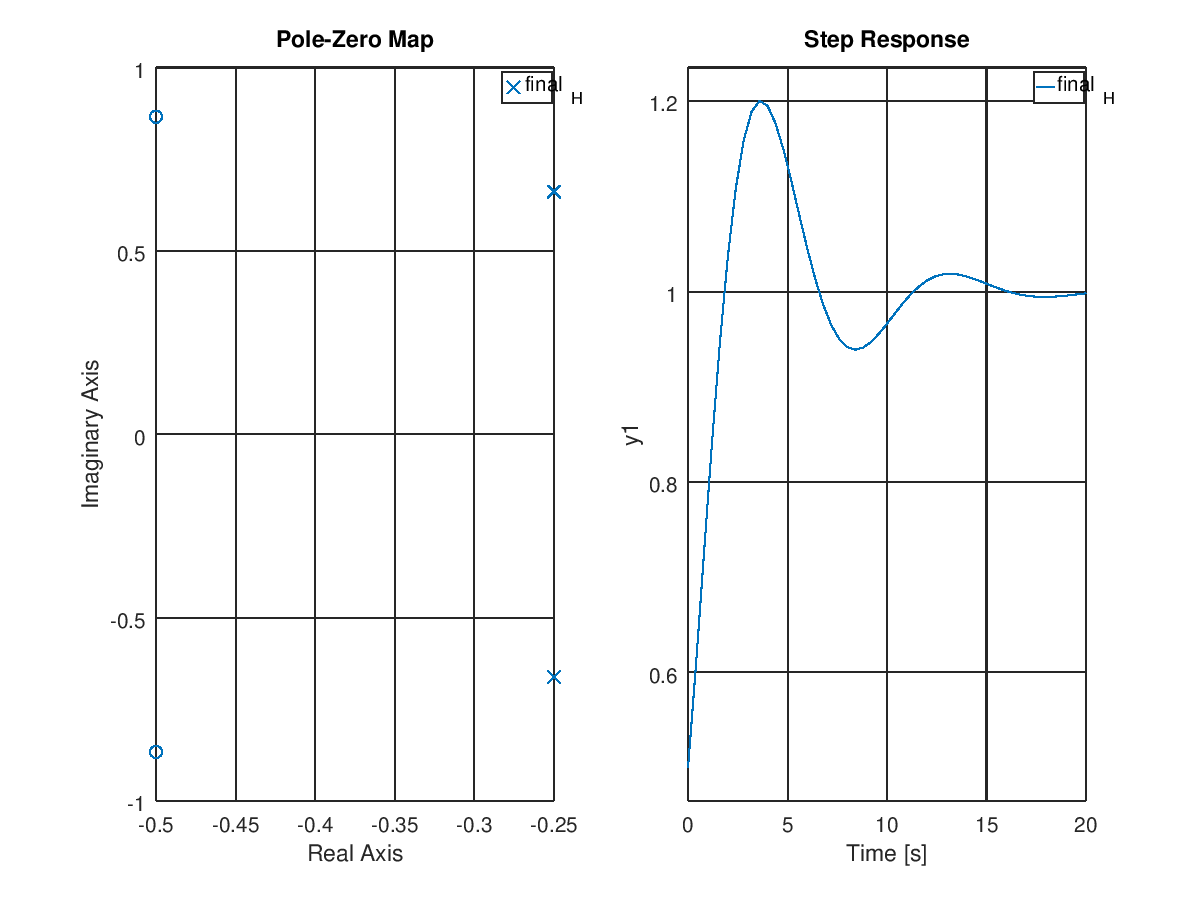 Pole-Zero Map
final H
1
0.5
0
-0.5
-1
Imaginary Axis
-0.5 -0.45 -0.4 -0.35 -0.3 -0.25
Real Axis
Step Response
final H
1.2
1
0.8
0.6
y1
0 5 10 15 20
Time [s]